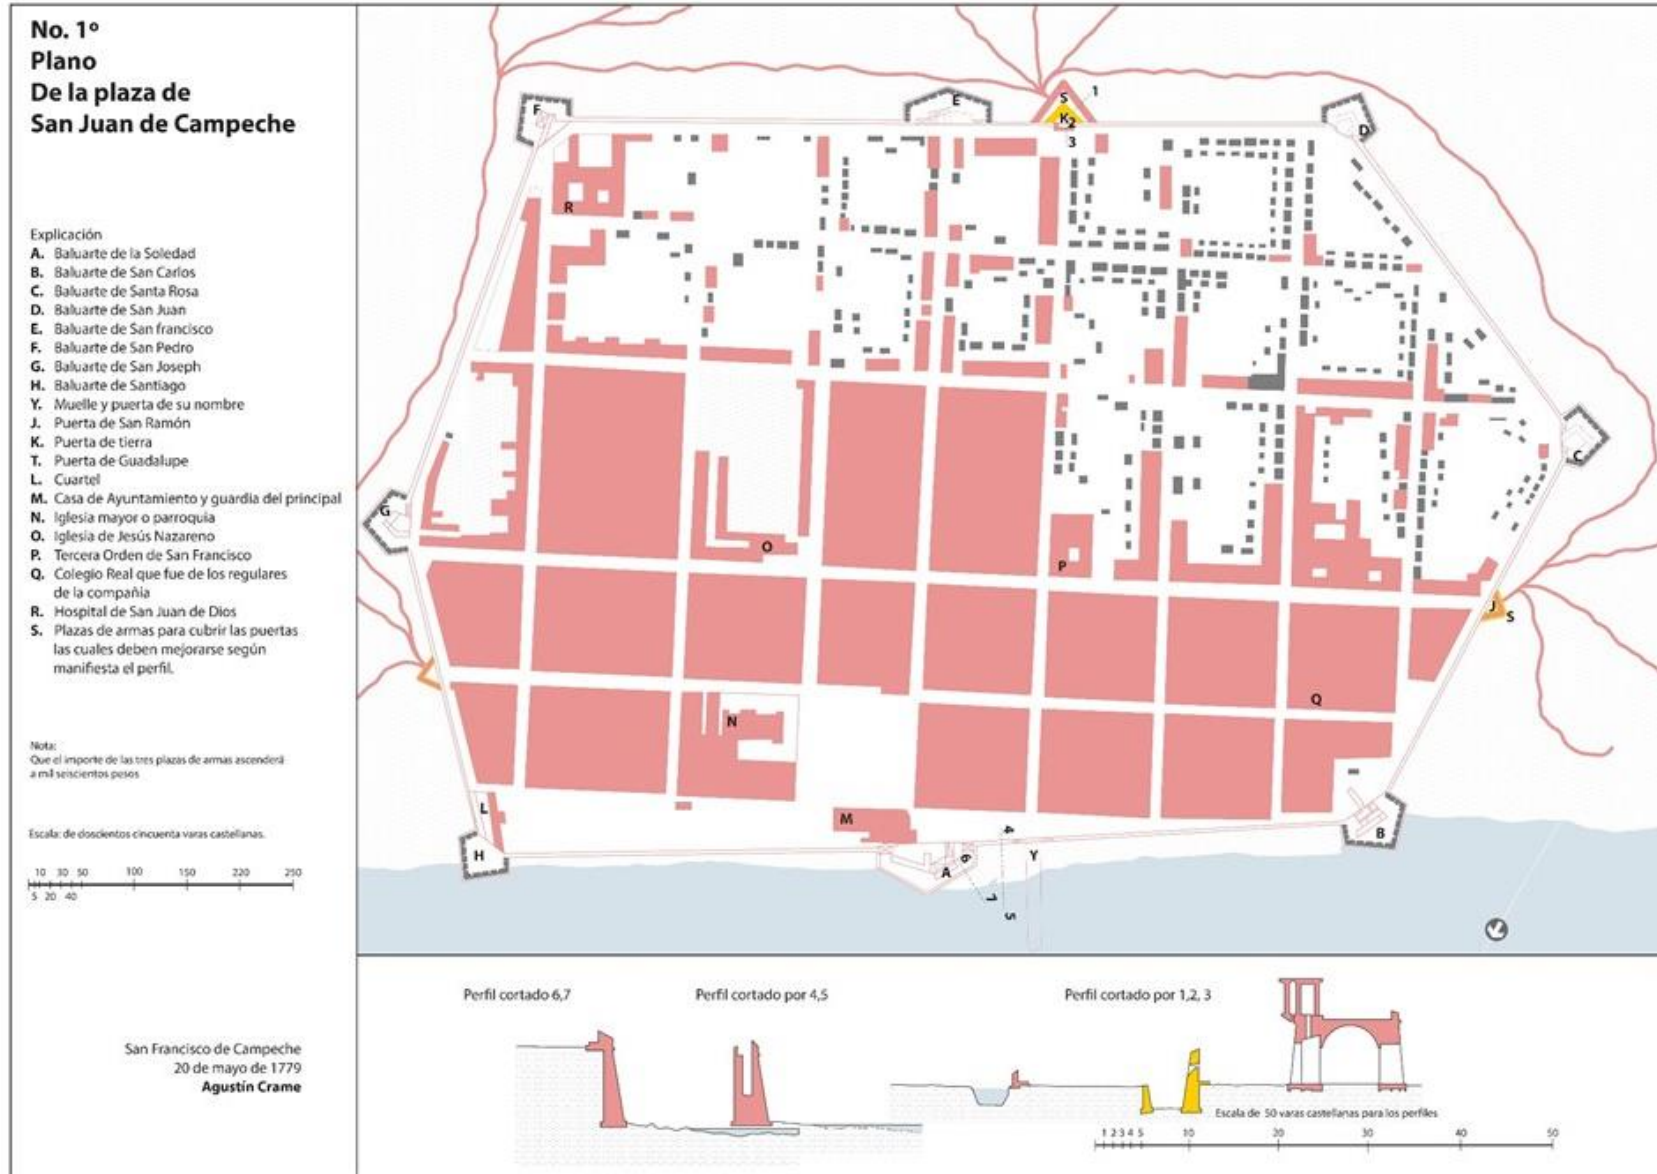 No. 1º
Plano
De la plaza de
San Juan de Campeche
Explicación
A. Baluarte de la Soledad
B. Baluarte de San Carlos
C. Baluarte de Santa Rosa
D. Baluarte de San Juan
E. Baluarte de San francisco
F. Baluarte de San Pedro
G. Baluarte de San Joseph
H. Baluarte de Santiago
Y. Muelle y puerta de su nombre
J. Puerta de San Ramón
K. Puerta de tierra
T. Puerta de Guadalupe
L. Cuartel
M. Casa de Ayuntamiento y guardia del principal
N. Iglesia mayor o parroquia
O. Iglesia de Jesús Nazareno
P. Tercera Orden de San Francisco
Q. Colegio Real que fue de los regulares
de la compañia
R. Hospital de San Juan de Dios
S. Plazas de armas para cubrir las puertas
las cuales deben mejorarse según
manifiesta el perfil.
Nota:
Que el importe de las tres plazas de armas ascenderá
a mil seiscientos pesos
Escala: de doscientos cincuenta varas castellanas.
10 30 50 100 150 220 250
5 20 40
San Francisco de Campeche
20 de mayo de 1779
Agustín Crame
F
E
S
1
K
2
3
D
R
G
C
O
P
J
S
N
Q
L
M
H
A
6
7
4
5
Y
B
Perfil cortado 6,7
Perfil cortado por 4,5
Perfil cortado por 1,2, 3
Escala de 50 varas castellanas para los perfiles
1 2 3 4 5 10 20 30 40 50